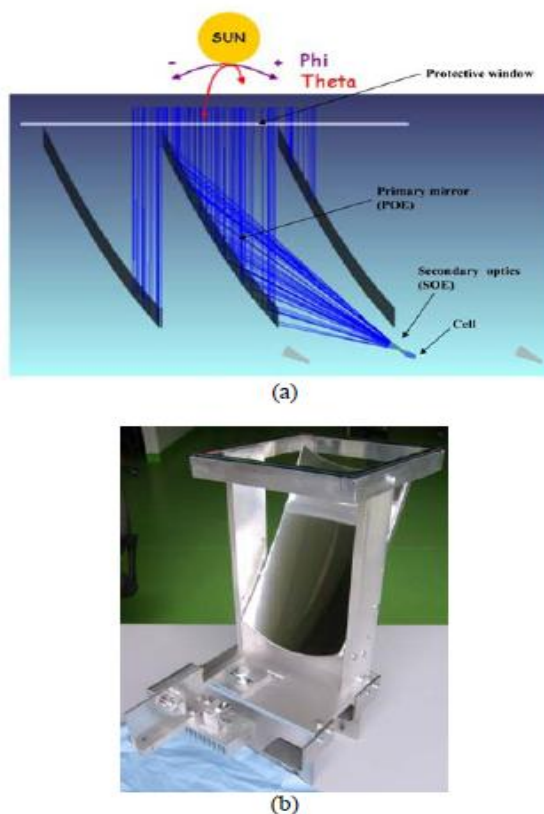 SUN
- + Phi
Theta
Protective window
Primary mirror
(POE)
Secondary optics
(SOE)
Cell
(a)
(b)